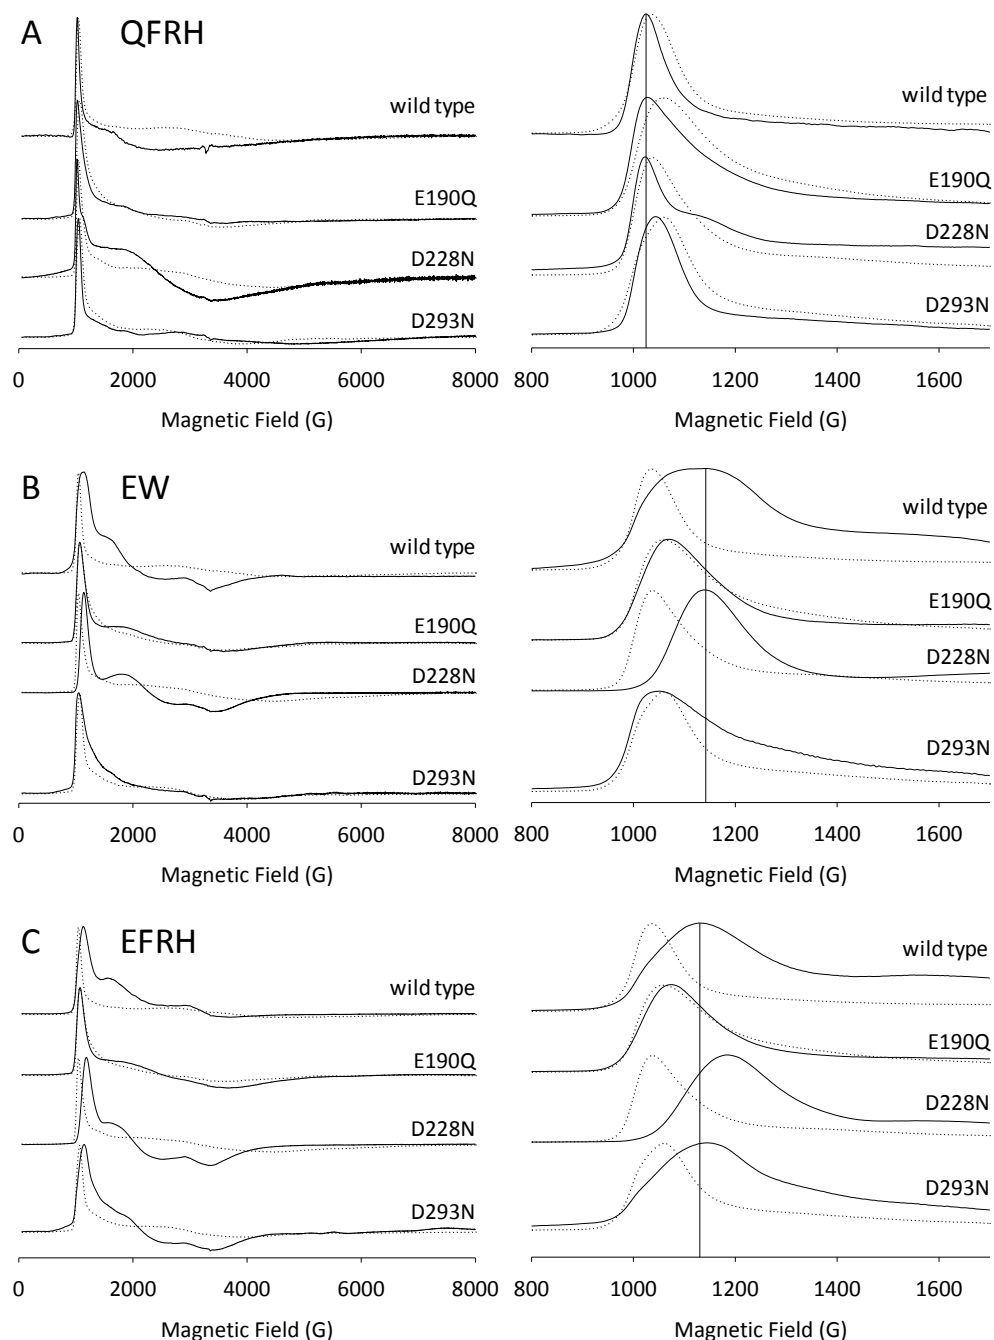 A QFRH
wild type
wild type
E190Q
E190Q
D228N
D228N
D293N
D293N
0 2000 4000 6000 8000
800 1000 1200 1400 1600
Magnetic Field (G)
Magnetic Field (G)
B EW
wild type
wild type
E190Q
E190Q
D228N
D228N
D293N
D293N
0 2000 4000 6000 8000
800 1000 1200 1400 1600
Magnetic Field (G)
Magnetic Field (G)
C EFRH
wild type
wild type
E190Q
E190Q
D228N
D228N
D293N
D293N
0 2000 4000 6000 8000
800 1000 1200 1400 1600
Magnetic Field (G)
Magnetic Field (G)